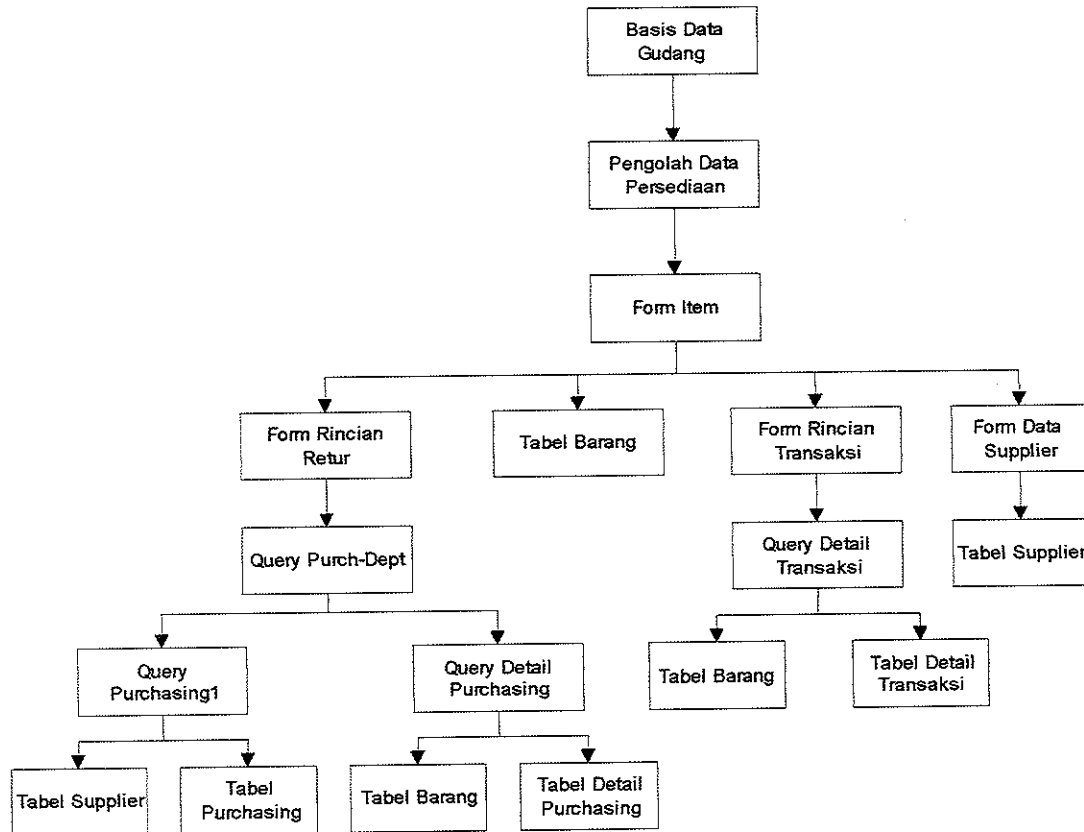 Basis Data
Gudang
Pengolah Data
Persediaan
Form Item
Form Rincian
Retur
Tabel Barang
Form Rincian
Transaksi
Form Data
Supplier
Query Purch-Dept
Query Detail
Transaksi
Tabel Supplier
Query
Purchasing1
Query Detail
Purchasing
Tabel Barang
Tabel Detail
Transaksi
Tabel Supplier
Tabel
Purchasing
Tabel Barang
Tabel Detail
Purchasing